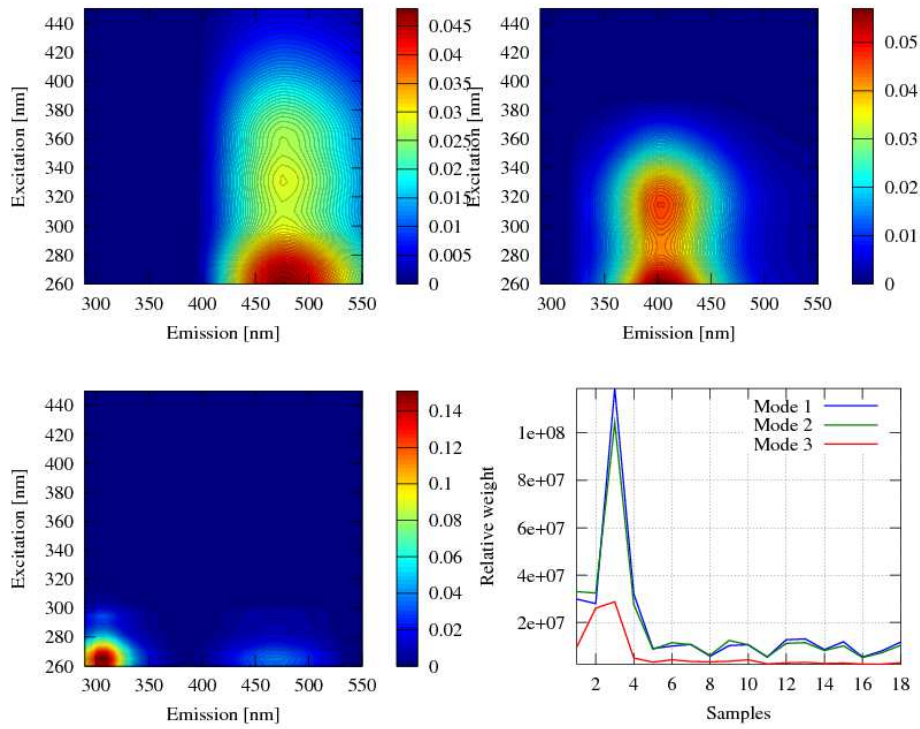 440
420
400
380
360
340
320
300
280
260
300 350 400 450 500 550
Excitation [nm]
Emission [nm]
0.045
0.04
0.035
0.03
0.025
0.02
0.015
0.01
0.005
0
440
420
400
380
360
340
320
300
280
260
300 350 400 450 500 550
Excitation [nm]
Emission [nm]
0.05
0.04
0.03
0.02
0.01
0
440
420
400
380
360
340
320
300
280
260
300 350 400 450 500 550
Excitation [nm]
Emission [nm]
0.14
0.12
0.1
0.08
0.06
0.04
0.02
0
Mode 1
Mode 2
Mode 3
1e+08
8e+07
6e+07
4e+07
2e+07
Relative weight
2 4 6 8 10 12 14 16 18
Samples